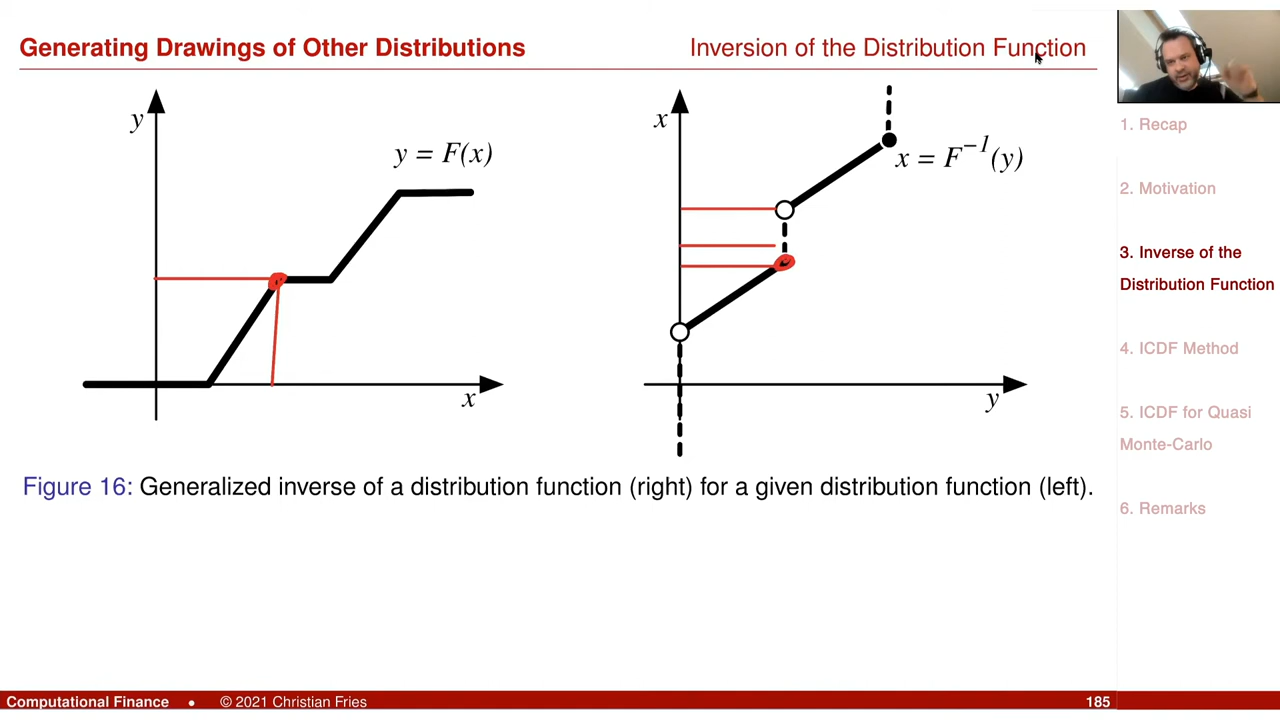 Generating Drawings of Other Distributions
Inversion of the Distribution Function
y
y = F(x)
x
x
x = F⁻¹(y)
y
Figure 16: Generalized inverse of a distribution function (right) for a given distribution function (left).
1. Recap
2. Motivation
3. Inverse of the
Distribution Function
4. ICDF Method
5. ICDF for Quasi
Monte-Carlo
6. Remarks
Computational Finance • © 2021 Christian Fries
185